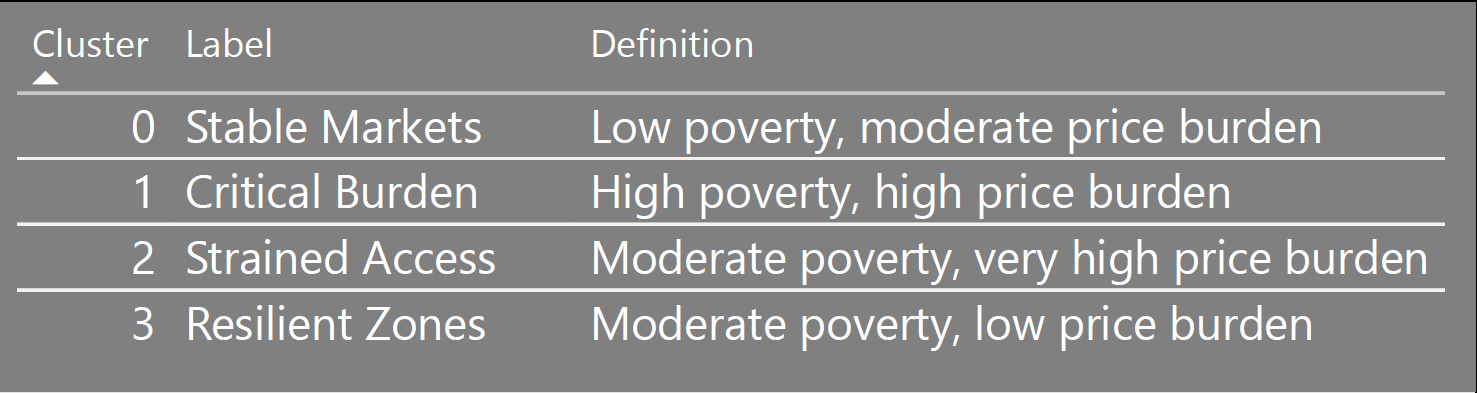 Cluster Label Definition
0 Stable Markets Low poverty, moderate price burden
1 Critical Burden High poverty, high price burden
2 Strained Access Moderate poverty, very high price burden
3 Resilient Zones Moderate poverty, low price burden